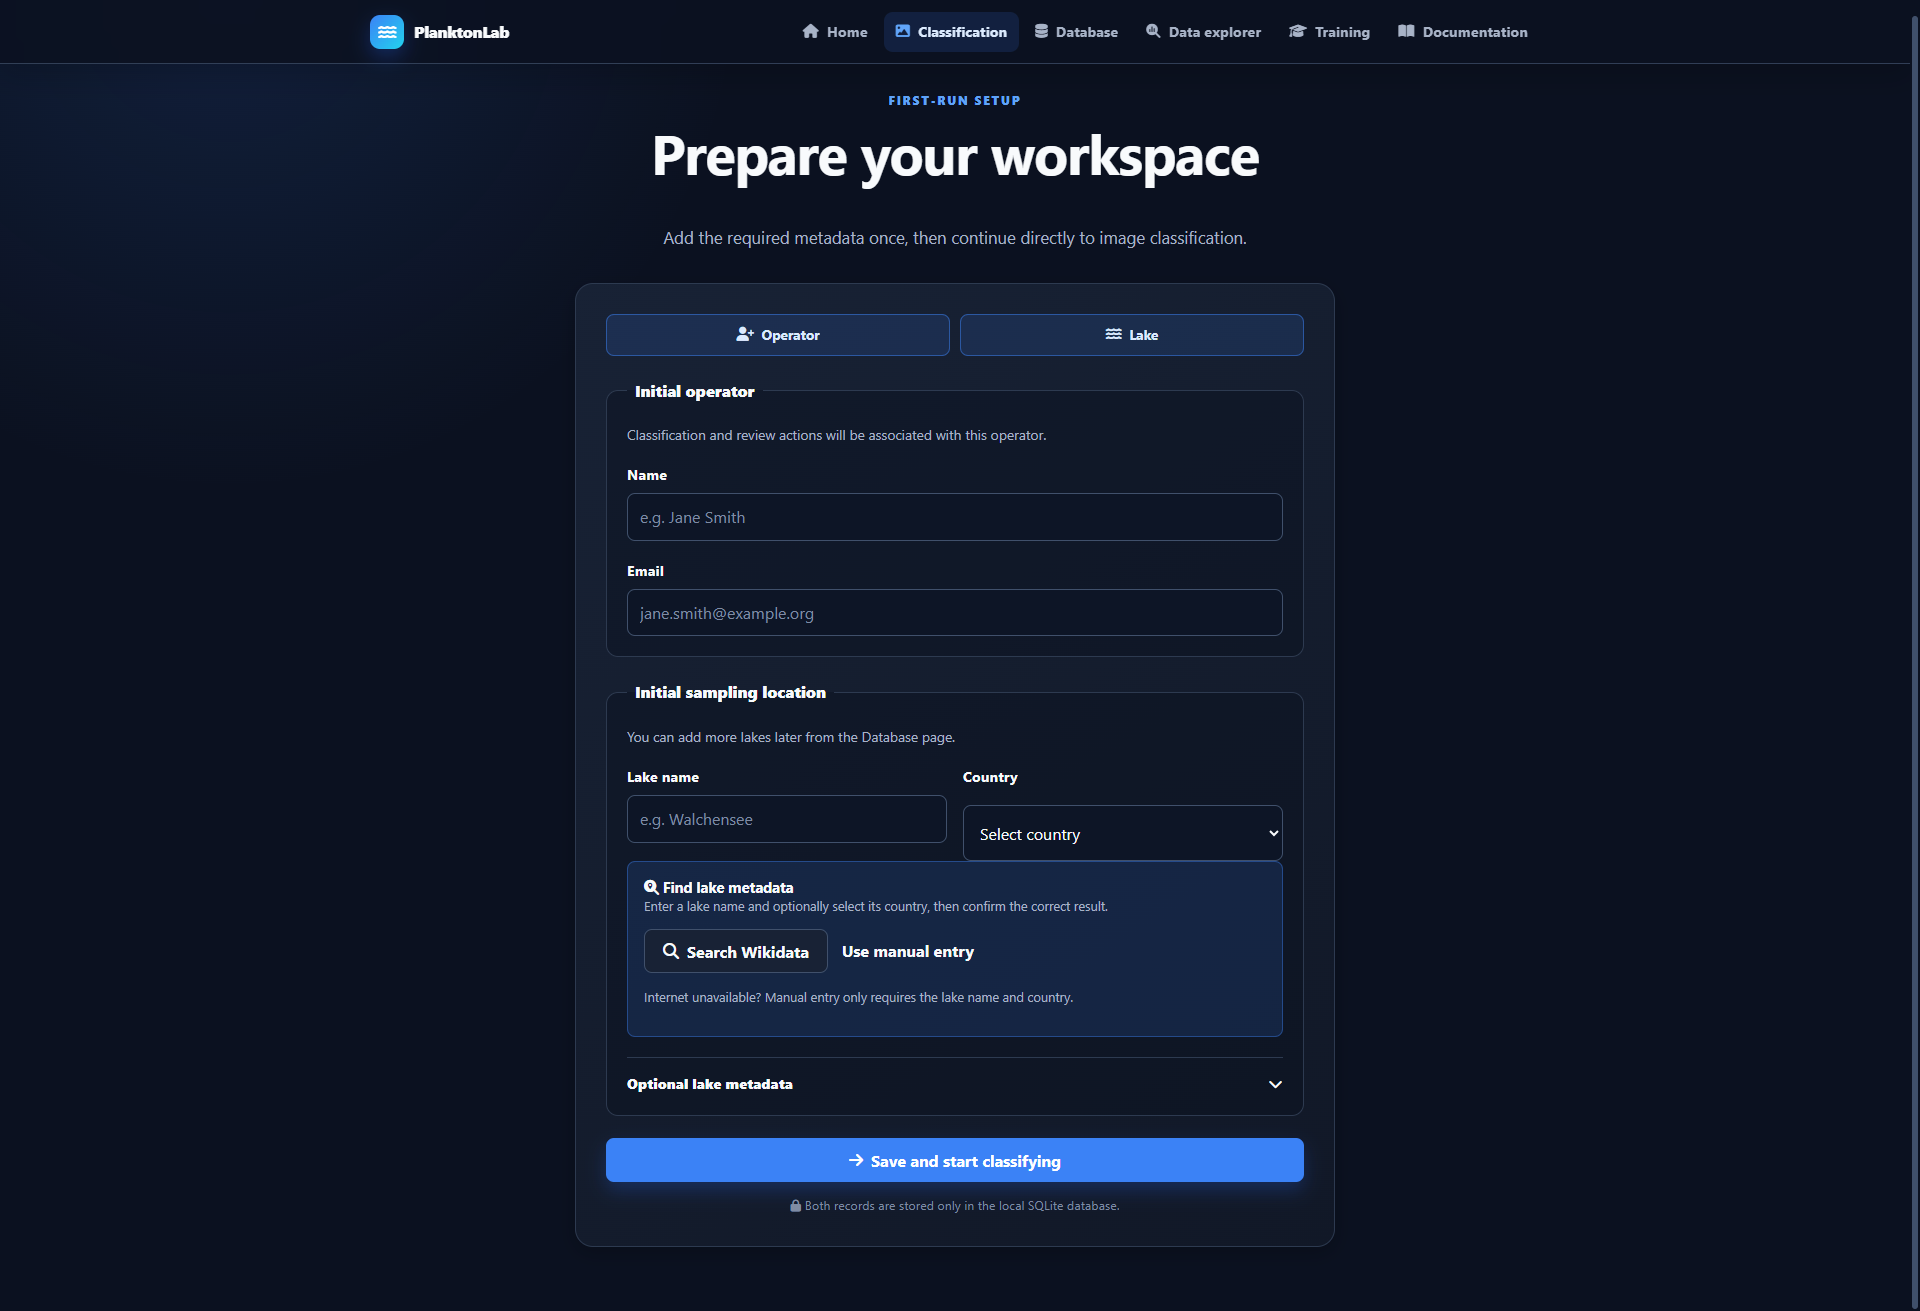 PlanktonLab
Home
Classification
Database
Data explorer
Training
Documentation
FIRST-RUN SETUP
Prepare your workspace
Add the required metadata once, then continue directly to image classification.
Operator
Lake
Initial operator
Classification and review actions will be associated with this operator.
Name
e.g. Jane Smith
Email
jane.smith@example.org
Initial sampling location
You can add more lakes later from the Database page.
Lake name
Country
e.g. Walchensee
Select country
Find lake metadata
Enter a lake name and optionally select its country, then confirm the correct result.
Search Wikidata
Use manual entry
Internet unavailable? Manual entry only requires the lake name and country.
Optional lake metadata
Save and start classifying
Both records are stored only in the local SQLite database.